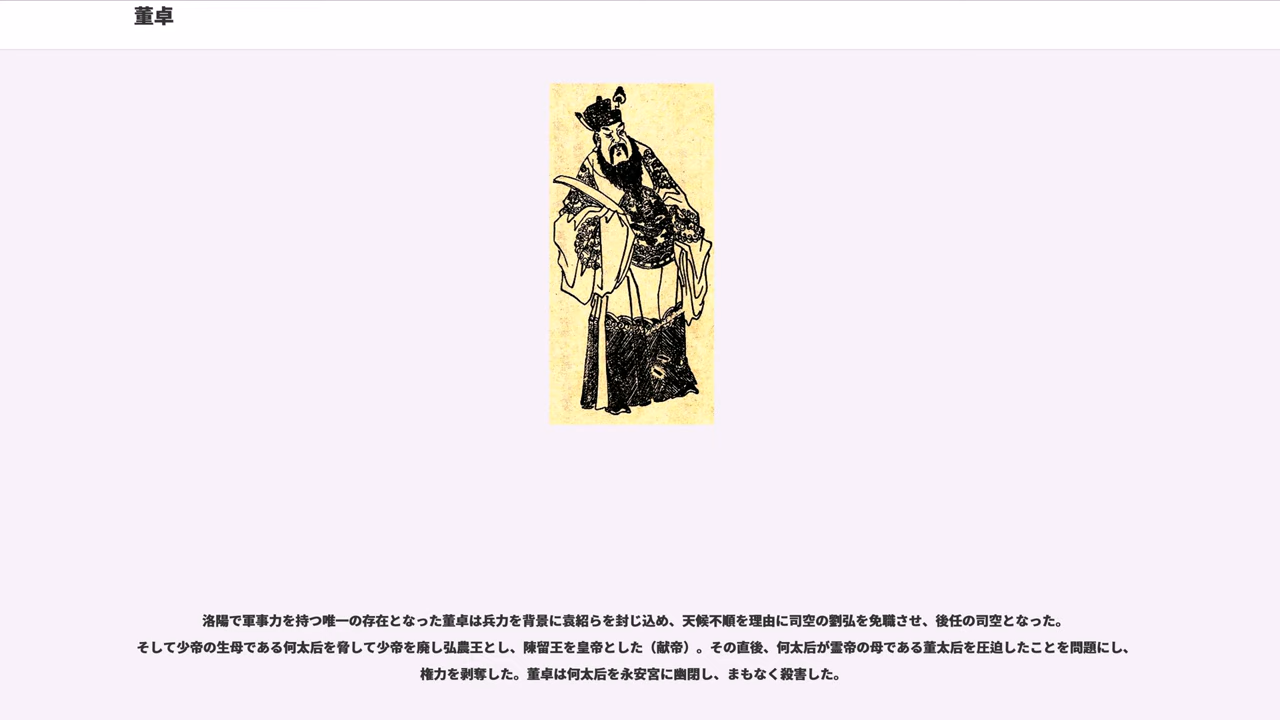 董卓
洛陽で軍事力を持つ唯一の存在となった董卓は兵力を背景に袁紹らを封じ込め、天候不順を理由に司空の劉弘を免職させ、後任の司空となった。
そして少帝の生母である何太后を脅して少帝を廃し弘農王とし、陳留王を皇帝とした（献帝）。その直後、何太后が霊帝の母である董太后を圧迫したことを問題にし、
権力を剥奪した。董卓は何太后を永安宮に幽閉し、まもなく殺害した。